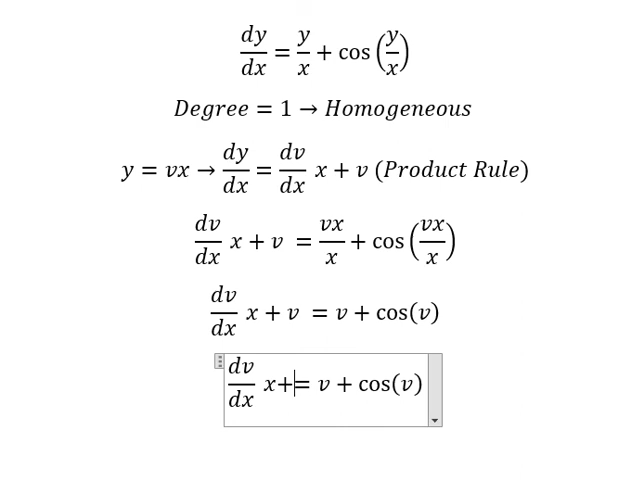 dy/dx = y/x + cos(y/x)
Degree = 1 → Homogeneous
y = vx → dy/dx = dv/dx x + v (Product Rule)
dv/dx x + v = vx/x + cos(vx/x)
dv/dx x + v = v + cos(v)
dv/dx x+= v + cos(v)